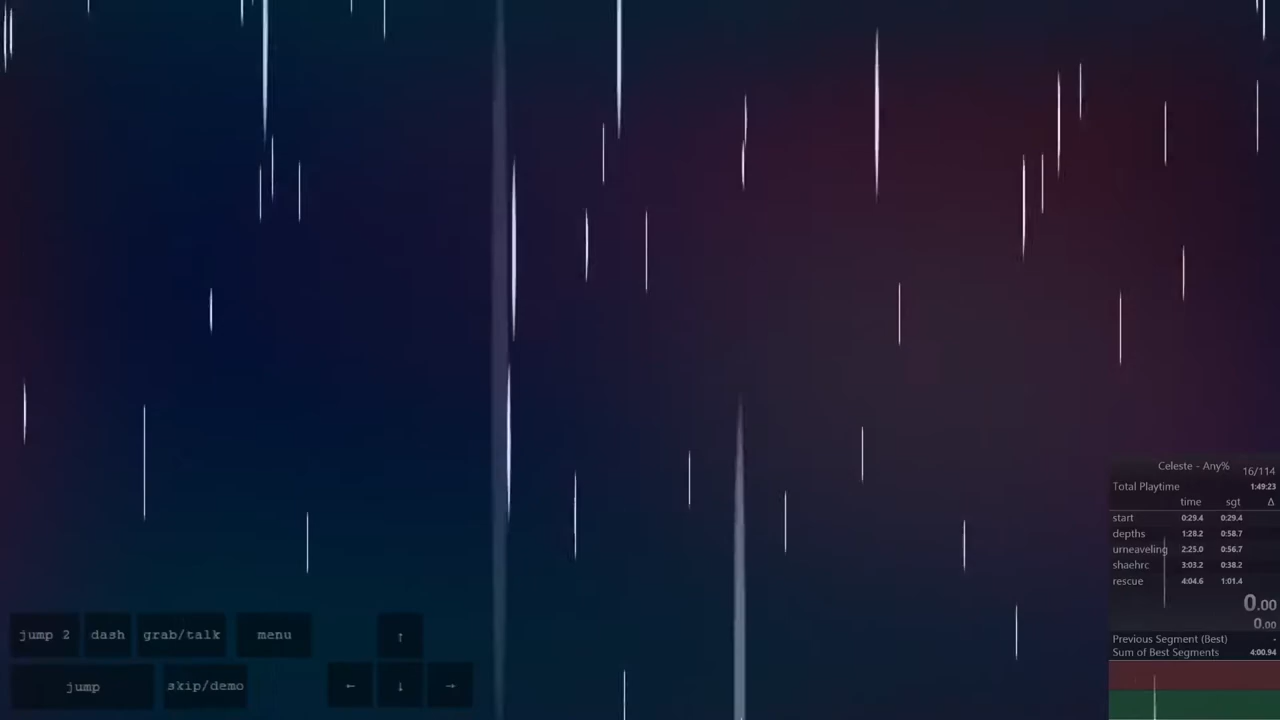 Celeste - Any%
16/114
Total Playtime 1:49:23
time sgt Δ
start 0:29.4 0:29.4
depths 1:28.2 0:58.7
urneaveling 2:25.0 0:56.7
shaehrc 3:03.2 0:38.2
rescue 4:04.6 1:01.4
0.00
0.00
Previous Segment (Best) -
Sum of Best Segments 4:00.94
jump 2 dash grab/talk menu ↑
jump skip/demo ← ↓ →